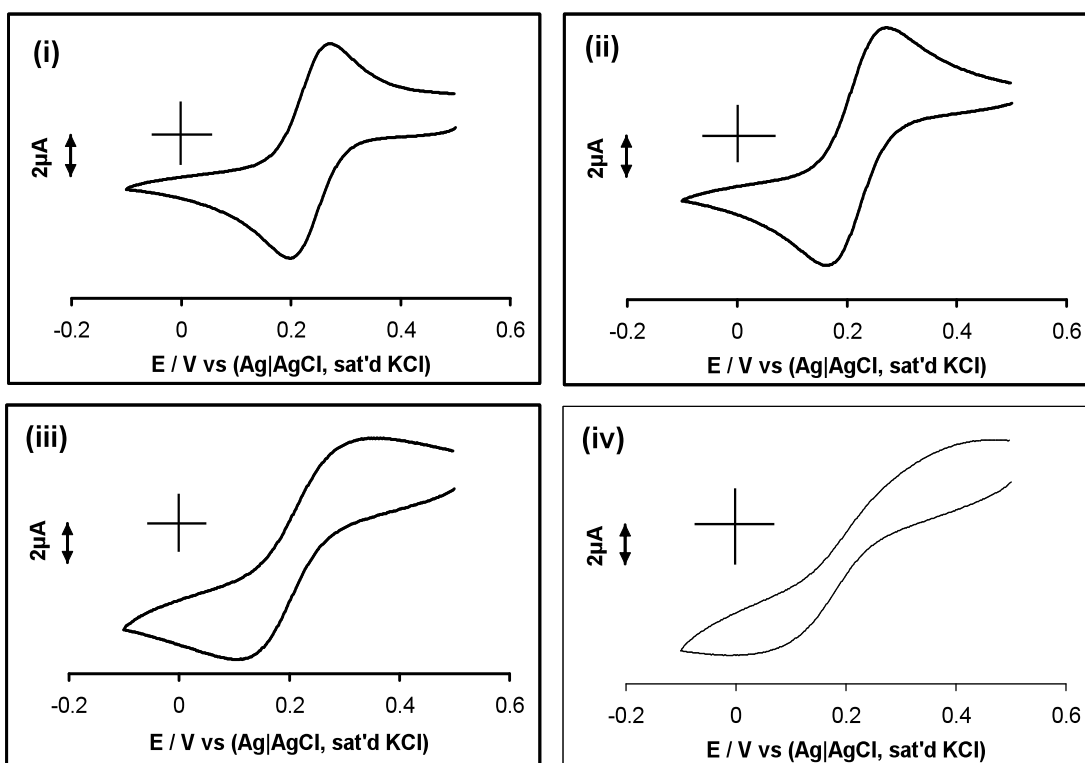 (i)
2µA
-0.2 0 0.2 0.4 0.6
E / V vs (Ag|AgCl, sat'd KCl)
(ii)
2µA
-0.2 0 0.2 0.4 0.6
E / V vs (Ag|AgCl, sat'd KCl)
(iii)
2µA
-0.2 0 0.2 0.4 0.6
E / V vs (Ag|AgCl, sat'd KCl)
(iv)
2µA
-0.2 0 0.2 0.4 0.6
E / V vs (Ag|AgCl, sat'd KCl)